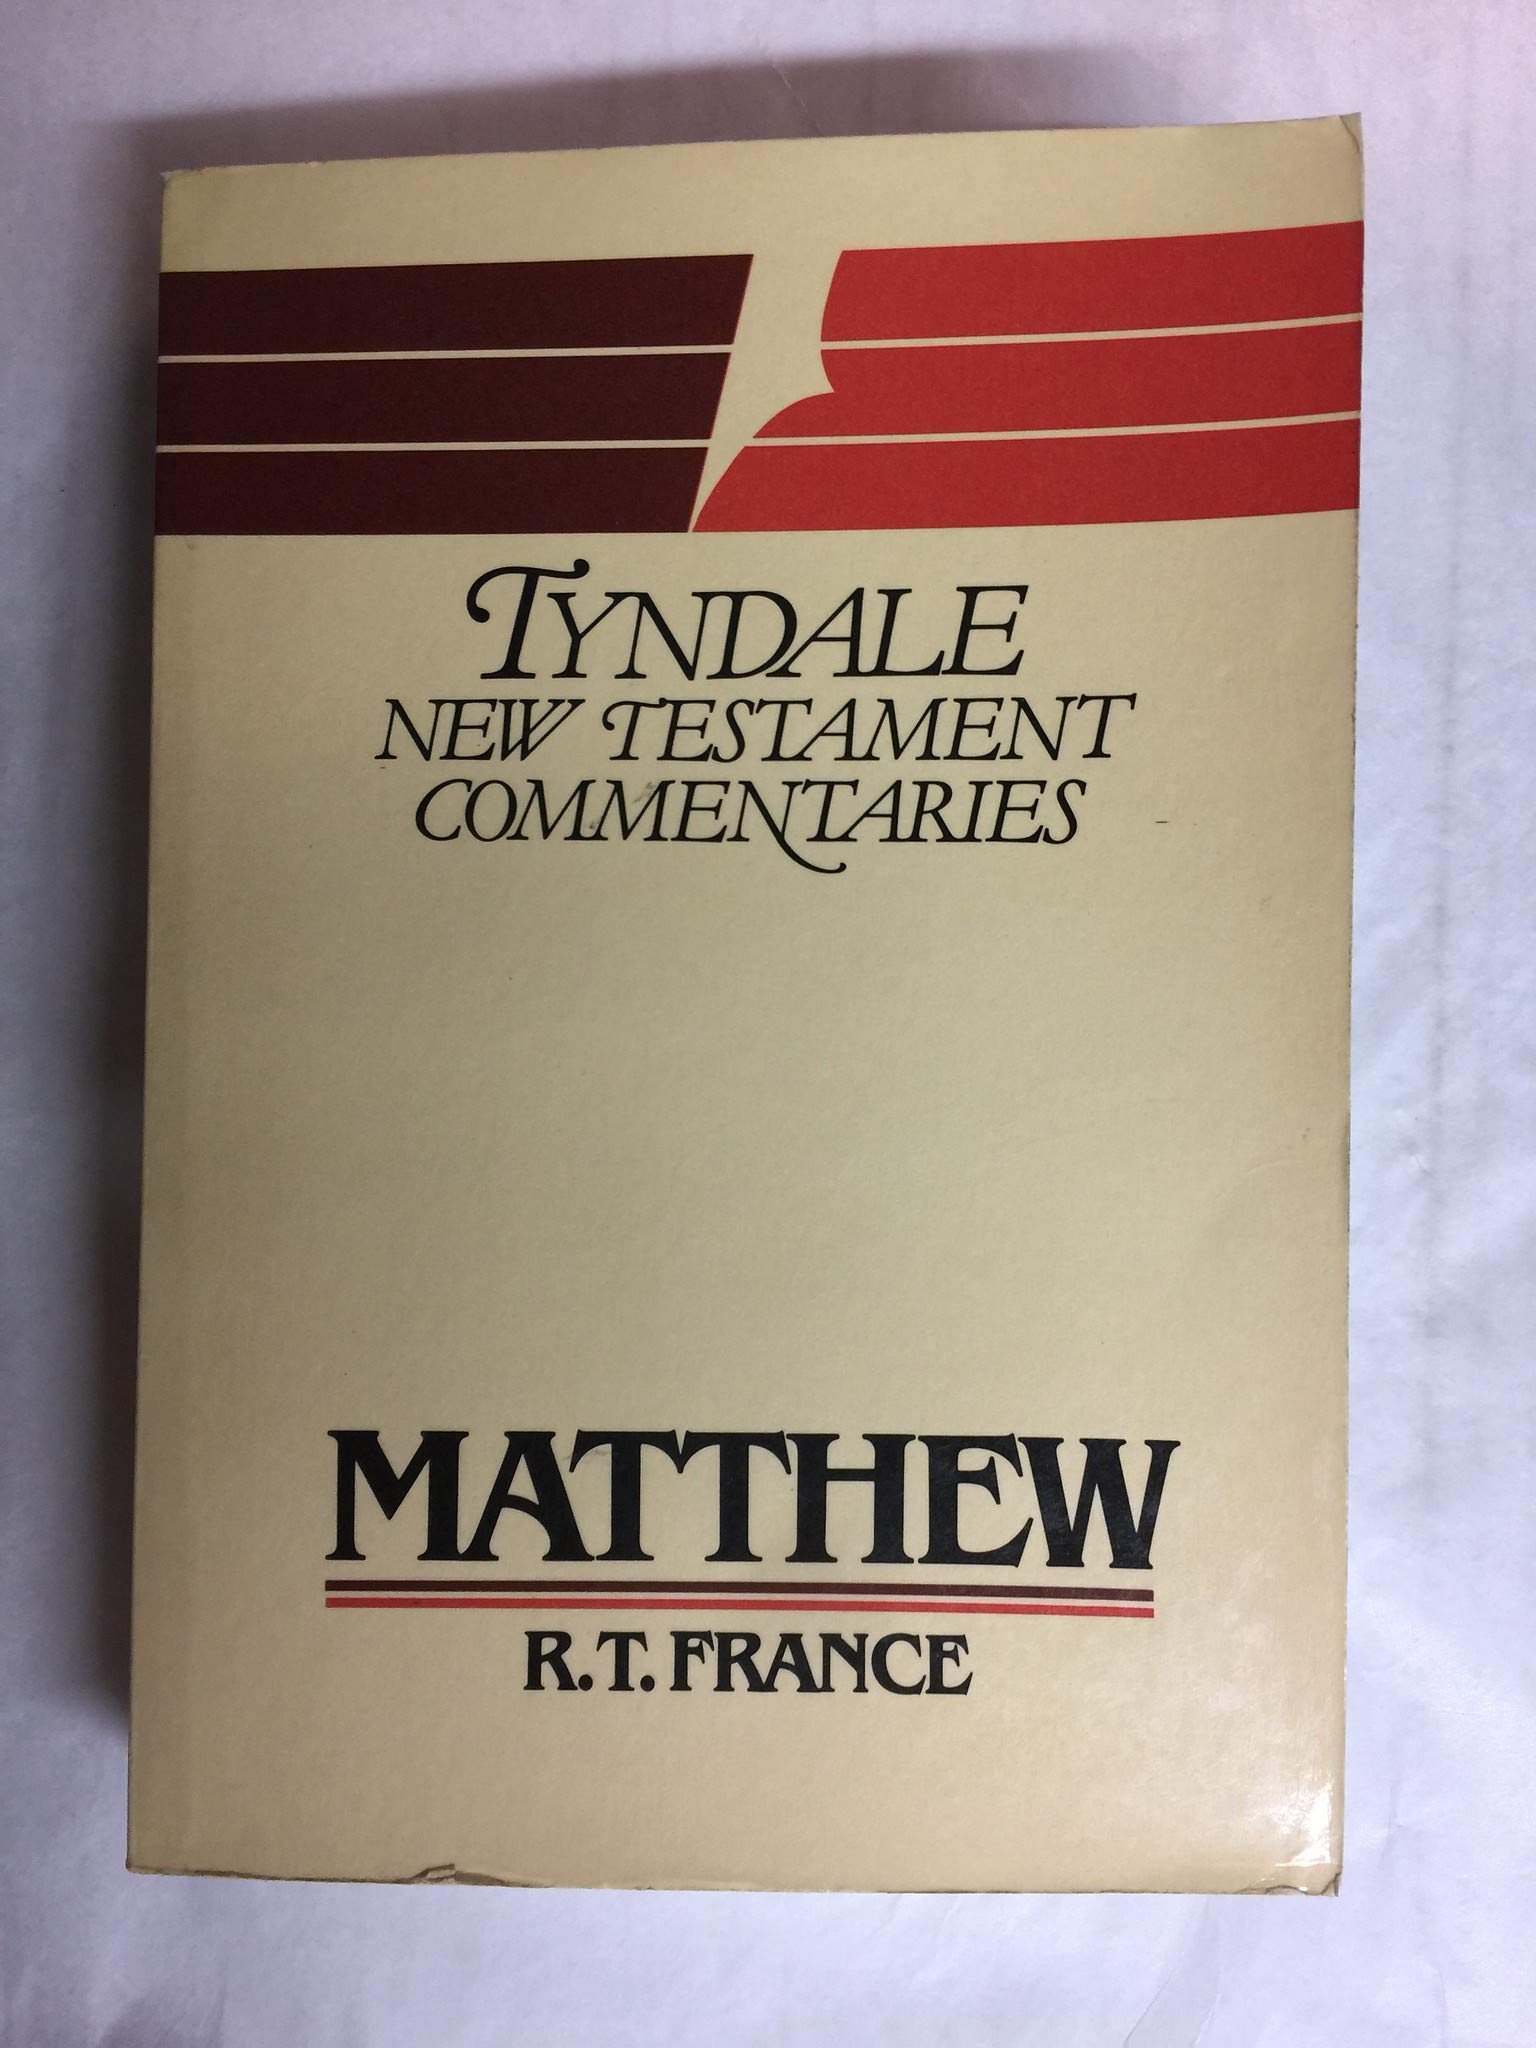 TYNDALE
NEW TESTAMENT
COMMENTARIES
MATTHEW
R.T. FRANCE